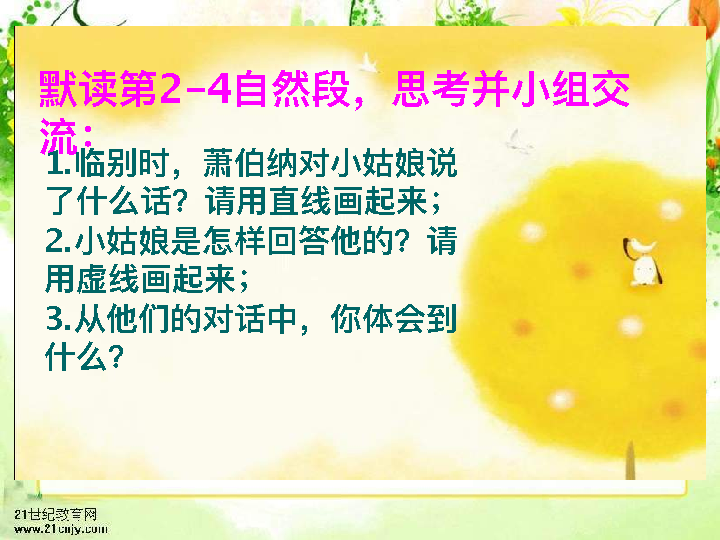 默读第2-4自然段，思考并小组交
流：
1.临别时，萧伯纳对小姑娘说
了什么话？请用直线画起来；
2.小姑娘是怎样回答他的？请
用虚线画起来；
3.从他们的对话中，你体会到
什么？
21世纪教育网
www.21cnjy.com